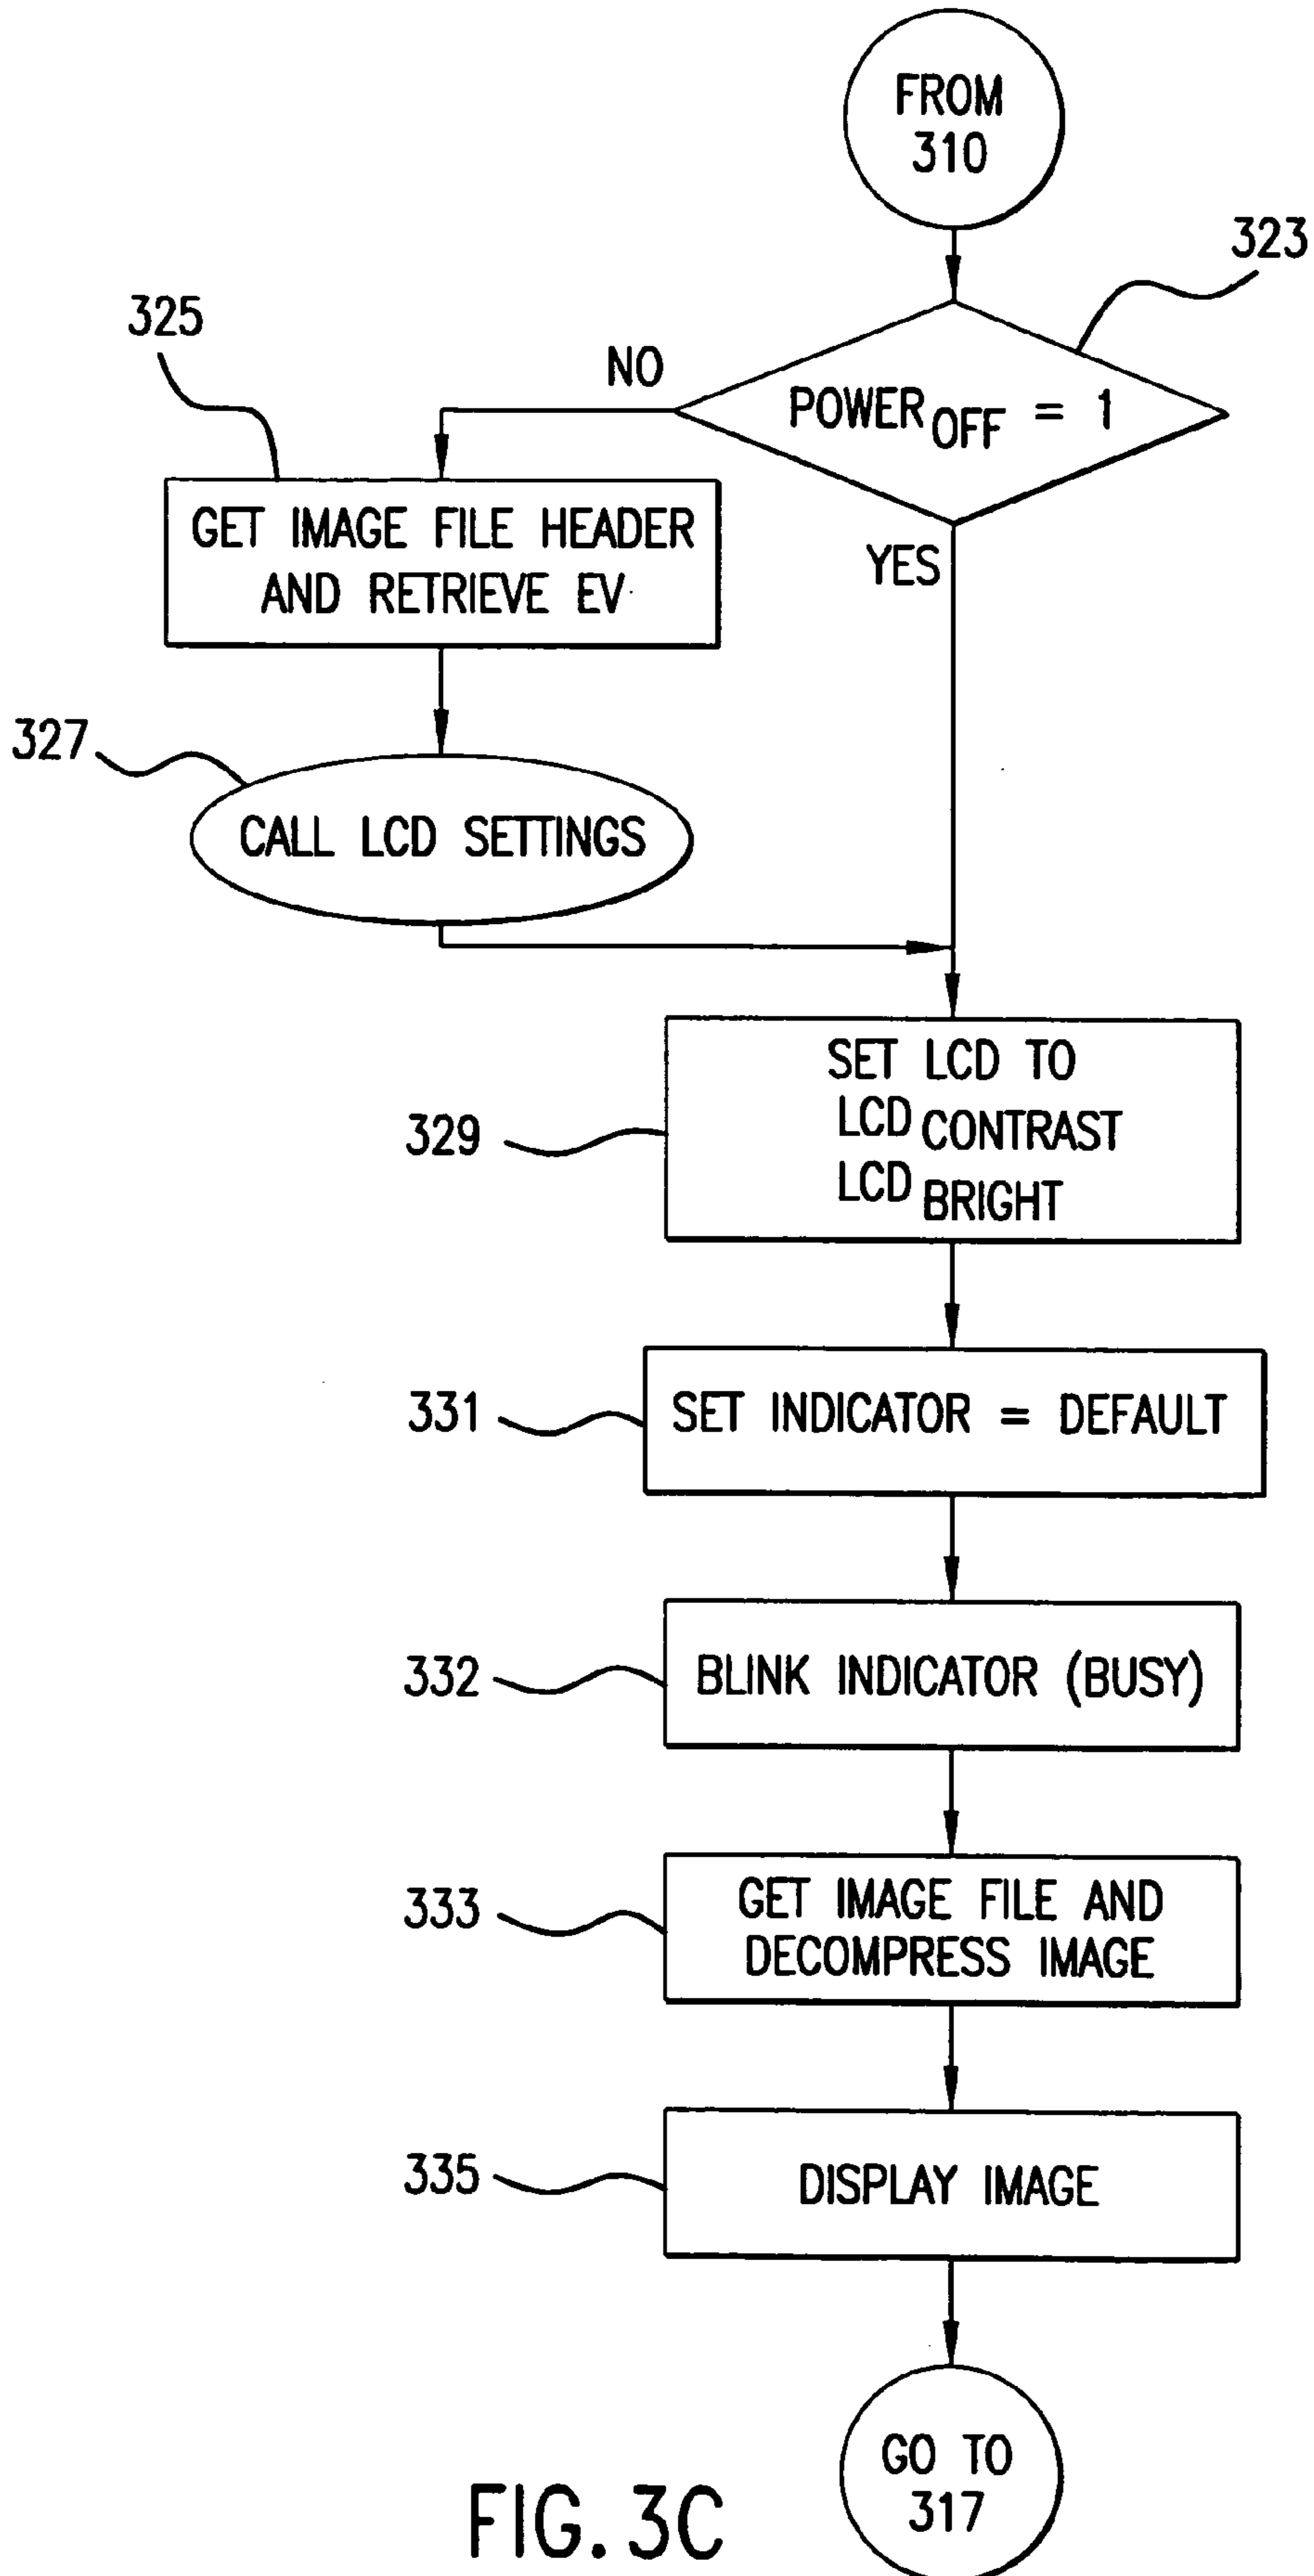 FROM
310
323
325
NO
POWER OFF = 1
GET IMAGE FILE HEADER
AND RETRIEVE EV
YES
327
CALL LCD SETTINGS
SET LCD TO
LCD CONTRAST
LCD BRIGHT
329
331
SET INDICATOR = DEFAULT
332
BLINK INDICATOR (BUSY)
333
GET IMAGE FILE AND
DECOMPRESS IMAGE
335
DISPLAY IMAGE
GO TO
317
FIG. 3C